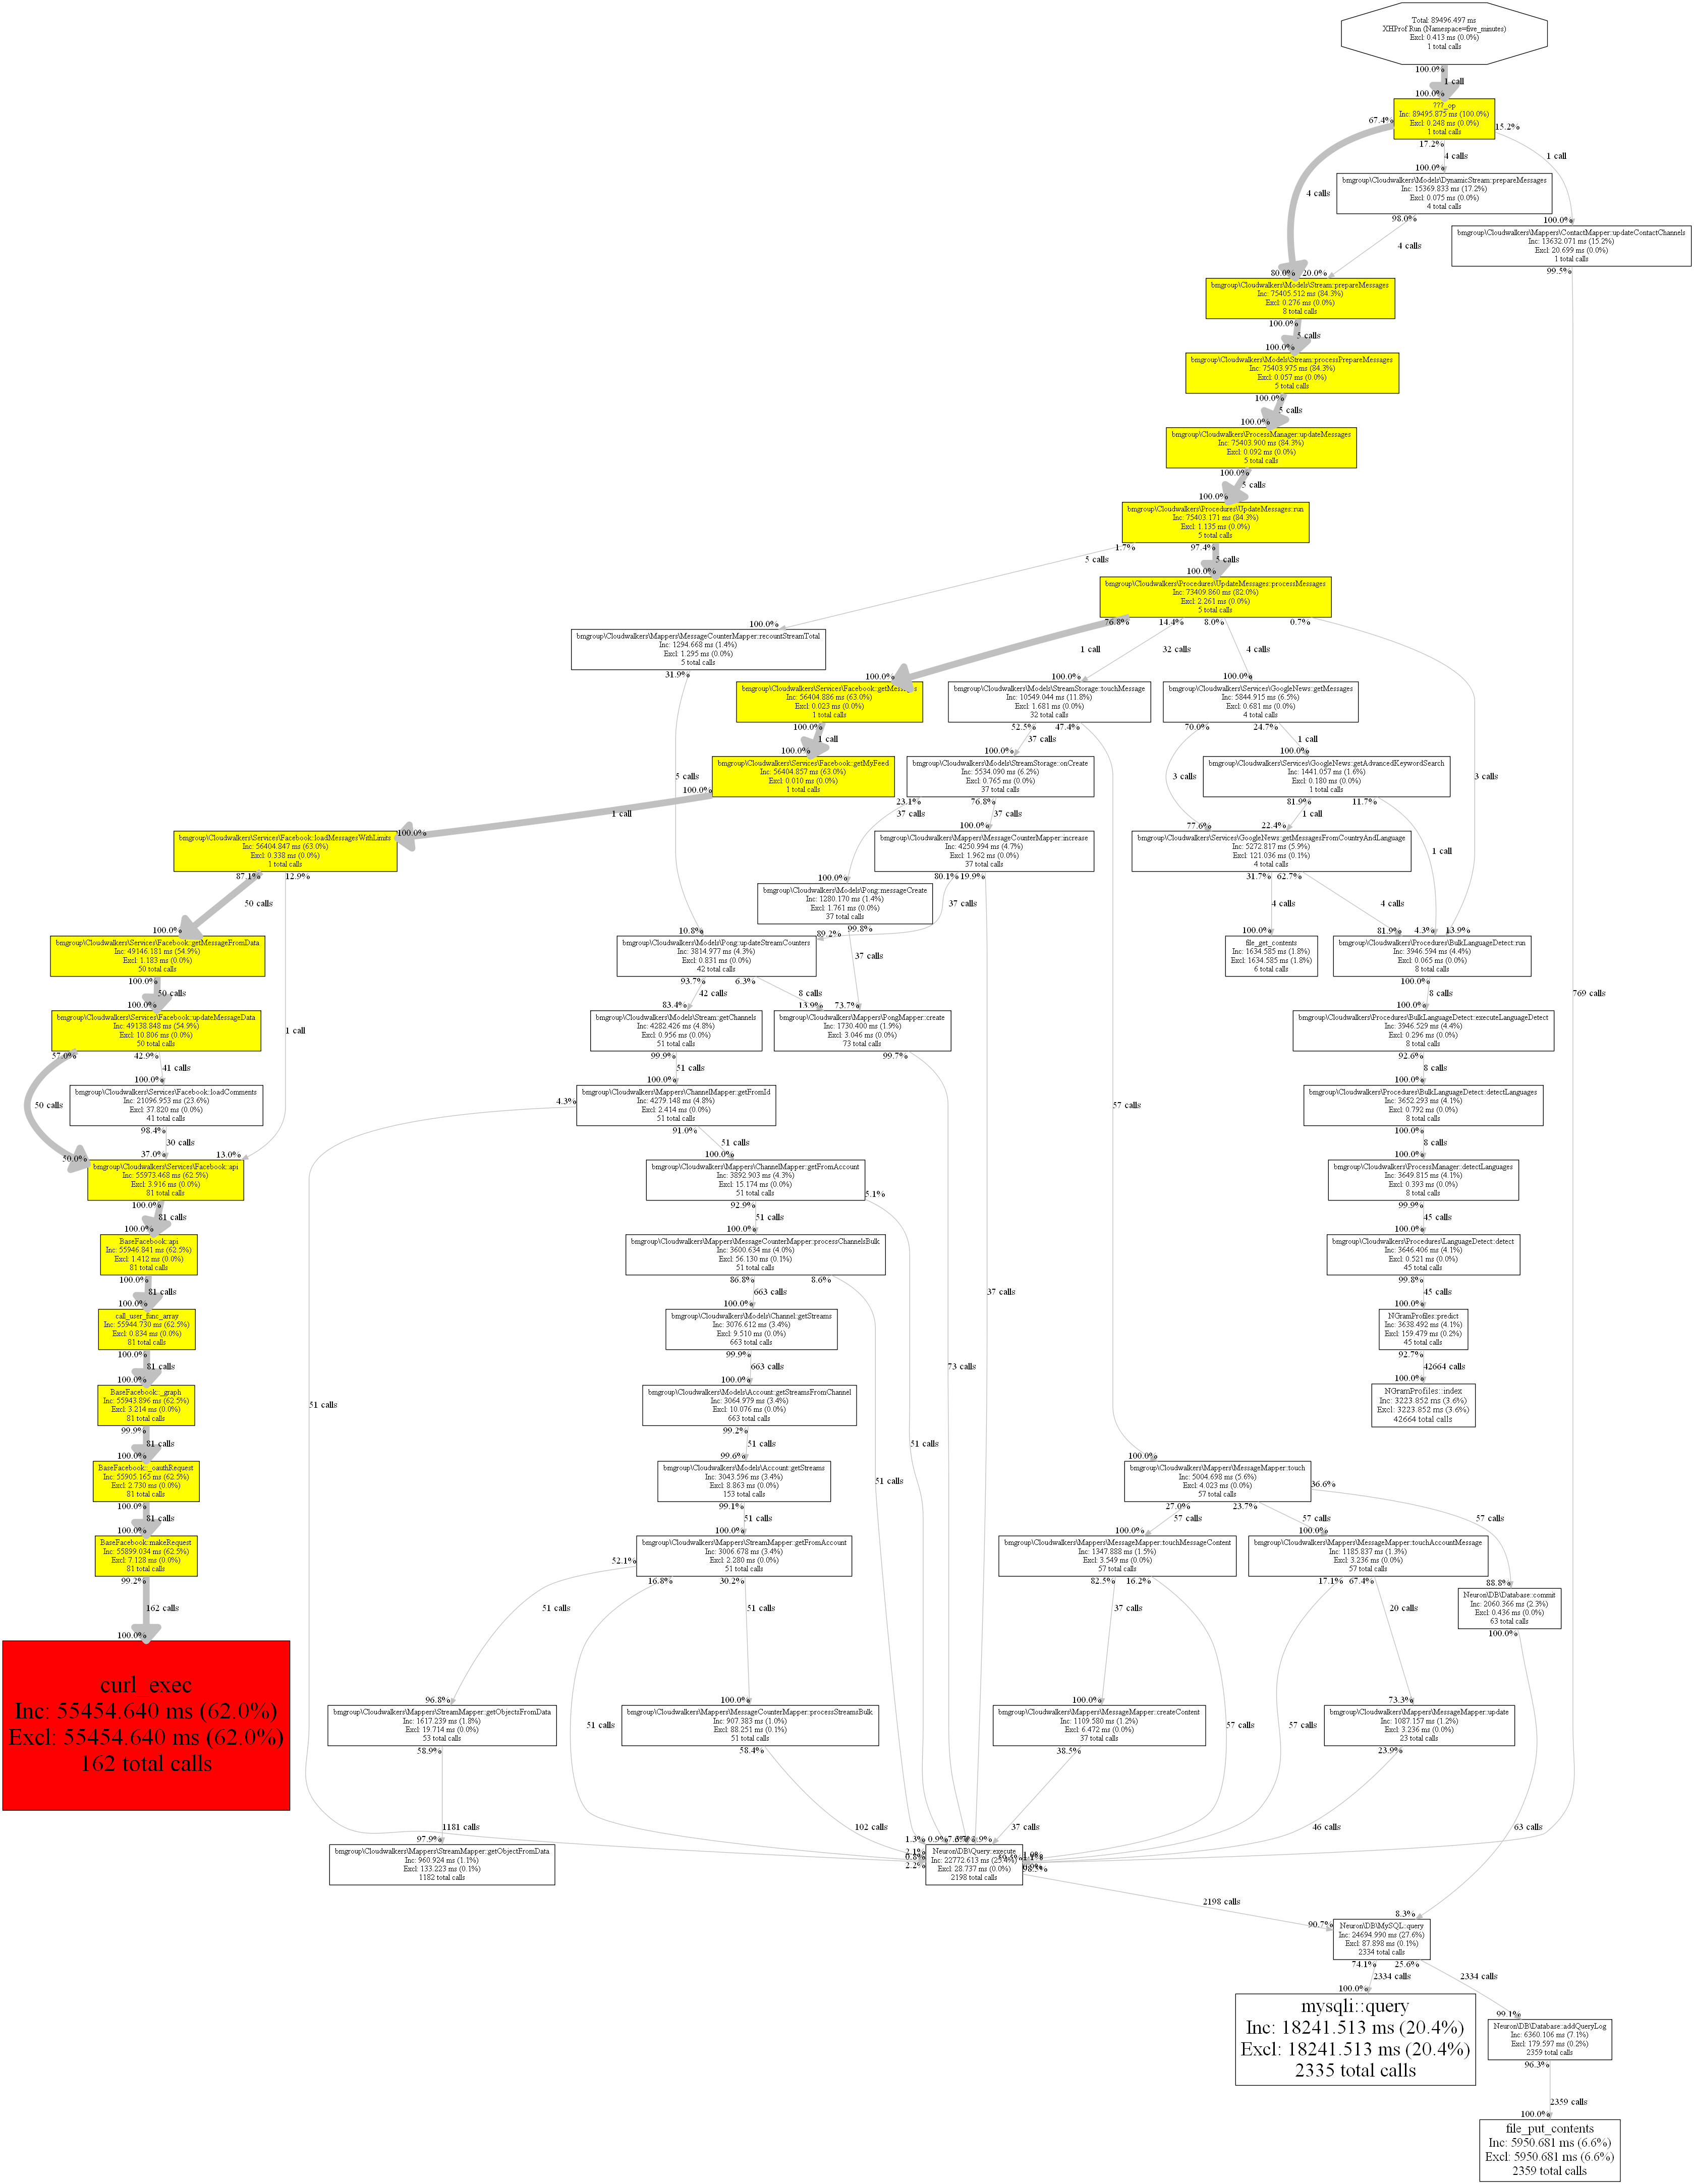 Total: 89496.497 ms
XHProf Run (Namespace=five_minutes)
Excl: 0.413 ms (0.0%)
1 total calls
100.0%
1 call
100.0%
???_op
Inc: 89495.875 ms (100.0%)
Excl: 0.248 ms (0.0%)
1 total calls
67.4%
15.2%
17.2%
4 calls
1 call
4 calls
100.0%
bmgroup\Cloudwalkers\Models\DynamicStream::prepareMessages
Inc: 15369.833 ms (17.2%)
Excl: 0.075 ms (0.0%)
4 total calls
98.0%
4 calls
100.0%
bmgroup\Cloudwalkers\Mappers\ContactMapper::updateContactChannels
Inc: 13632.071 ms (15.2%)
Excl: 20.699 ms (0.0%)
1 total calls
99.5%
80.0%
20.0%
bmgroup\Cloudwalkers\Models\Stream::prepareMessages
Inc: 75405.512 ms (84.3%)
Excl: 0.276 ms (0.0%)
8 total calls
100.0%
5 calls
100.0%
bmgroup\Cloudwalkers\Models\Stream::processPrepareMessages
Inc: 75403.975 ms (84.3%)
Excl: 0.057 ms (0.0%)
5 total calls
100.0%
5 calls
100.0%
bmgroup\Cloudwalkers\ProcessManager::updateMessages
Inc: 75403.900 ms (84.3%)
Excl: 0.092 ms (0.0%)
5 total calls
100.0%
5 calls
100.0%
bmgroup\Cloudwalkers\Procedures\UpdateMessages::run
Inc: 75403.171 ms (84.3%)
Excl: 1.135 ms (0.0%)
5 total calls
1.7%
97.4%
5 calls
5 calls
100.0%
bmgroup\Cloudwalkers\Procedures\UpdateMessages::processMessages
Inc: 73409.860 ms (82.0%)
Excl: 2.261 ms (0.0%)
5 total calls
76.8%
14.4%
8.0%
0.7%
100.0%
bmgroup\Cloudwalkers\Mappers\MessageCounterMapper::recountStreamTotal
Inc: 1294.668 ms (1.4%)
Excl: 1.295 ms (0.0%)
5 total calls
31.9%
1 call
32 calls
4 calls
100.0%
bmgroup\Cloudwalkers\Services\Facebook::getMessages
Inc: 56404.886 ms (63.0%)
Excl: 0.023 ms (0.0%)
1 total calls
100.0%
1 call
100.0%
bmgroup\Cloudwalkers\Models\StreamStorage::touchMessage
Inc: 10549.044 ms (11.8%)
Excl: 1.681 ms (0.0%)
32 total calls
52.5%
47.4%
37 calls
100.0%
bmgroup\Cloudwalkers\Services\GoogleNews::getMessages
Inc: 5844.915 ms (6.5%)
Excl: 0.681 ms (0.0%)
4 total calls
70.0%
24.7%
1 call
100.0%
bmgroup\Cloudwalkers\Services\Facebook::getMyFeed
Inc: 56404.857 ms (63.0%)
Excl: 0.010 ms (0.0%)
1 total calls
100.0%
1 call
100.0%
bmgroup\Cloudwalkers\Models\StreamStorage::onCreate
Inc: 5534.090 ms (6.2%)
Excl: 0.765 ms (0.0%)
37 total calls
23.1%
76.8%
37 calls
37 calls
100.0%
bmgroup\Cloudwalkers\Services\GoogleNews::getAdvancedKeywordSearch
Inc: 1441.057 ms (1.6%)
Excl: 0.180 ms (0.0%)
1 total calls
81.9%
11.7%
5 calls
3 calls
3 calls
1 call
100.0%
bmgroup\Cloudwalkers\Services\Facebook::loadMessagesWithLimits
Inc: 56404.847 ms (63.0%)
Excl: 0.338 ms (0.0%)
1 total calls
87.1%
12.9%
50 calls
100.0%
bmgroup\Cloudwalkers\Mappers\MessageCounterMapper::increase
Inc: 4250.994 ms (4.7%)
Excl: 1.962 ms (0.0%)
37 total calls
80.1%
19.9%
37 calls
77.6%
22.4%
bmgroup\Cloudwalkers\Services\GoogleNews::getMessagesFromCountryAndLanguage
Inc: 5272.817 ms (5.9%)
Excl: 121.036 ms (0.1%)
4 total calls
31.7%
62.7%
1 call
4 calls
4 calls
100.0%
bmgroup\Cloudwalkers\Models\Pong::messageCreate
Inc: 1280.170 ms (1.4%)
Excl: 1.761 ms (0.0%)
37 total calls
99.8%
37 calls
100.0%
bmgroup\Cloudwalkers\Services\Facebook::getMessageFromData
Inc: 49146.181 ms (54.9%)
Excl: 1.183 ms (0.0%)
50 total calls
100.0%
50 calls
10.8%
89.2%
bmgroup\Cloudwalkers\Models\Pong::updateStreamCounters
Inc: 3814.977 ms (4.3%)
Excl: 0.831 ms (0.0%)
42 total calls
93.7%
6.3%
42 calls
8 calls
100.0%
file_get_contents
Inc: 1634.585 ms (1.8%)
Excl: 1634.585 ms (1.8%)
6 total calls
81.9%
4.3%
13.9%
bmgroup\Cloudwalkers\Procedures\BulkLanguageDetect::run
Inc: 3946.594 ms (4.4%)
Excl: 0.065 ms (0.0%)
8 total calls
100.0%
8 calls
769 calls
100.0%
bmgroup\Cloudwalkers\Services\Facebook::updateMessageData
Inc: 49138.848 ms (54.9%)
Excl: 10.806 ms (0.0%)
50 total calls
57.0%
42.9%
41 calls
1 call
83.4%
bmgroup\Cloudwalkers\Models\Stream::getChannels
Inc: 4282.426 ms (4.8%)
Excl: 0.956 ms (0.0%)
51 total calls
99.9%
51 calls
13.9%
73.7%
bmgroup\Cloudwalkers\Mappers\PongMapper::create
Inc: 1730.400 ms (1.9%)
Excl: 3.046 ms (0.0%)
73 total calls
99.7%
100.0%
bmgroup\Cloudwalkers\Procedures\BulkLanguageDetect::executeLanguageDetect
Inc: 3946.529 ms (4.4%)
Excl: 0.296 ms (0.0%)
8 total calls
92.6%
8 calls
50 calls
100.0%
bmgroup\Cloudwalkers\Services\Facebook::loadComments
Inc: 21096.953 ms (23.6%)
Excl: 37.820 ms (0.0%)
41 total calls
98.4%
30 calls
100.0%
bmgroup\Cloudwalkers\Mappers\ChannelMapper::getFromId
Inc: 4279.148 ms (4.8%)
Excl: 2.414 ms (0.0%)
51 total calls
4.3%
91.0%
51 calls
57 calls
100.0%
bmgroup\Cloudwalkers\Procedures\BulkLanguageDetect::detectLanguages
Inc: 3652.293 ms (4.1%)
Excl: 0.792 ms (0.0%)
8 total calls
100.0%
8 calls
50.0%
37.0%
13.0%
bmgroup\Cloudwalkers\Services\Facebook::api
Inc: 55973.468 ms (62.5%)
Excl: 3.916 ms (0.0%)
81 total calls
100.0%
81 calls
100.0%
bmgroup\Cloudwalkers\Mappers\ChannelMapper::getFromAccount
Inc: 3892.903 ms (4.3%)
Excl: 15.174 ms (0.0%)
51 total calls
5.1%
92.9%
51 calls
100.0%
bmgroup\Cloudwalkers\ProcessManager::detectLanguages
Inc: 3649.815 ms (4.1%)
Excl: 0.393 ms (0.0%)
8 total calls
99.9%
45 calls
100.0%
BaseFacebook::api
Inc: 55946.841 ms (62.5%)
Excl: 1.412 ms (0.0%)
81 total calls
100.0%
81 calls
100.0%
bmgroup\Cloudwalkers\Mappers\MessageCounterMapper::processChannelsBulk
Inc: 3600.634 ms (4.0%)
Excl: 56.130 ms (0.1%)
51 total calls
86.8%
8.6%
663 calls
37 calls
100.0%
bmgroup\Cloudwalkers\Procedures\LanguageDetect::detect
Inc: 3646.406 ms (4.1%)
Excl: 0.521 ms (0.0%)
45 total calls
99.8%
45 calls
100.0%
call_user_func_array
Inc: 55944.730 ms (62.5%)
Excl: 0.834 ms (0.0%)
81 total calls
100.0%
81 calls
100.0%
bmgroup\Cloudwalkers\Models\Channel::getStreams
Inc: 3076.612 ms (3.4%)
Excl: 9.510 ms (0.0%)
663 total calls
99.9%
663 calls
73 calls
100.0%
NGramProfiles::predict
Inc: 3638.492 ms (4.1%)
Excl: 159.479 ms (0.2%)
45 total calls
92.7%
42664 calls
100.0%
BaseFacebook::_graph
Inc: 55943.896 ms (62.5%)
Excl: 3.214 ms (0.0%)
81 total calls
99.9%
81 calls
51 calls
100.0%
bmgroup\Cloudwalkers\Models\Account::getStreamsFromChannel
Inc: 3064.979 ms (3.4%)
Excl: 10.076 ms (0.0%)
663 total calls
99.2%
51 calls
51 calls
100.0%
NGramProfiles::index
Inc: 3223.852 ms (3.6%)
Excl: 3223.852 ms (3.6%)
42664 total calls
100.0%
BaseFacebook::_oauthRequest
Inc: 55905.165 ms (62.5%)
Excl: 2.730 ms (0.0%)
81 total calls
100.0%
81 calls
99.6%
bmgroup\Cloudwalkers\Models\Account::getStreams
Inc: 3043.596 ms (3.4%)
Excl: 8.863 ms (0.0%)
153 total calls
99.1%
51 calls
51 calls
100.0%
bmgroup\Cloudwalkers\Mappers\MessageMapper::touch
Inc: 5004.698 ms (5.6%)
Excl: 4.023 ms (0.0%)
57 total calls
36.6%
27.0%
23.7%
57 calls
57 calls
57 calls
100.0%
BaseFacebook::makeRequest
Inc: 55899.034 ms (62.5%)
Excl: 7.128 ms (0.0%)
81 total calls
99.2%
162 calls
100.0%
bmgroup\Cloudwalkers\Mappers\StreamMapper::getFromAccount
Inc: 3006.678 ms (3.4%)
Excl: 2.280 ms (0.0%)
51 total calls
52.1%
16.8%
30.2%
51 calls
51 calls
100.0%
bmgroup\Cloudwalkers\Mappers\MessageMapper::touchMessageContent
Inc: 1347.888 ms (1.5%)
Excl: 3.549 ms (0.0%)
57 total calls
82.5%
16.2%
37 calls
100.0%
bmgroup\Cloudwalkers\Mappers\MessageMapper::touchAccountMessage
Inc: 1185.837 ms (1.3%)
Excl: 3.236 ms (0.0%)
57 total calls
17.1%
67.4%
20 calls
88.8%
Neuron\DB\Database::commit
Inc: 2060.366 ms (2.3%)
Excl: 0.436 ms (0.0%)
63 total calls
100.0%
100.0%
curl_exec
Inc: 55454.640 ms (62.0%)
Excl: 55454.640 ms (62.0%)
162 total calls
96.8%
bmgroup\Cloudwalkers\Mappers\StreamMapper::getObjectsFromData
Inc: 1617.239 ms (1.8%)
Excl: 19.714 ms (0.0%)
53 total calls
58.9%
1181 calls
51 calls
100.0%
bmgroup\Cloudwalkers\Mappers\MessageCounterMapper::processStreamsBulk
Inc: 907.383 ms (1.0%)
Excl: 88.251 ms (0.1%)
51 total calls
58.4%
102 calls
100.0%
bmgroup\Cloudwalkers\Mappers\MessageMapper::createContent
Inc: 1109.580 ms (1.2%)
Excl: 6.472 ms (0.0%)
37 total calls
38.5%
37 calls
57 calls
57 calls
73.3%
bmgroup\Cloudwalkers\Mappers\MessageMapper::update
Inc: 1087.157 ms (1.2%)
Excl: 3.236 ms (0.0%)
23 total calls
23.9%
46 calls
63 calls
97.9%
bmgroup\Cloudwalkers\Mappers\StreamMapper::getObjectFromData
Inc: 960.924 ms (1.1%)
Excl: 133.223 ms (0.1%)
1182 total calls
1.3%
0.9%
2.1%
0.8%
2.2%
Neuron\DB\Query::execute
Inc: 22772.613 ms (25.4%)
Excl: 28.737 ms (0.0%)
2198 total calls
98.5%
2198 calls
90.7%
8.3%
Neuron\DB\MySQL::query
Inc: 24694.990 ms (27.6%)
Excl: 87.898 ms (0.1%)
2334 total calls
74.1%
25.6%
2334 calls
2334 calls
100.0%
mysqli::query
Inc: 18241.513 ms (20.4%)
Excl: 18241.513 ms (20.4%)
2335 total calls
99.1%
Neuron\DB\Database::addQueryLog
Inc: 6360.106 ms (7.1%)
Excl: 179.597 ms (0.2%)
2359 total calls
96.3%
2359 calls
100.0%
file_put_contents
Inc: 5950.681 ms (6.6%)
Excl: 5950.681 ms (6.6%)
2359 total calls